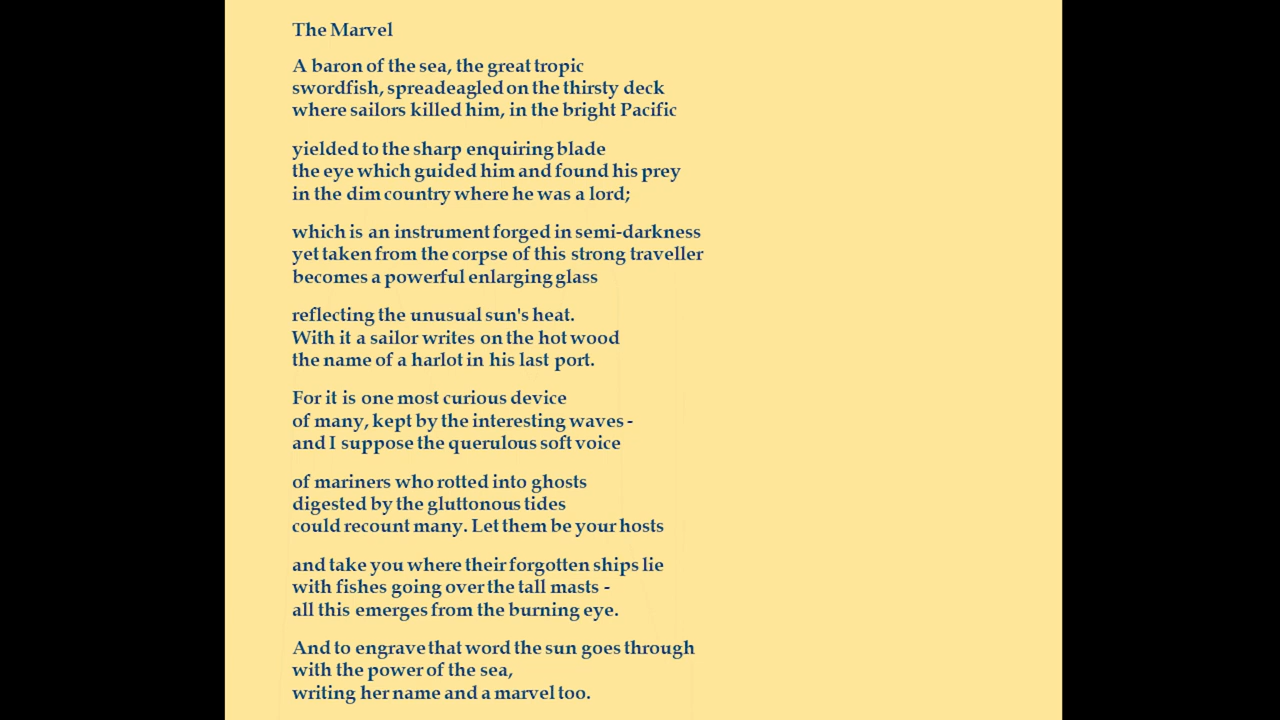 The Marvel
A baron of the sea, the great tropic
swordfish, spreadeagled on the thirsty deck
where sailors killed him, in the bright Pacific
yielded to the sharp enquiring blade
the eye which guided him and found his prey
in the dim country where he was a lord;
which is an instrument forged in semi-darkness
yet taken from the corpse of this strong traveller
becomes a powerful enlarging glass
reflecting the unusual sun's heat.
With it a sailor writes on the hot wood
the name of a harlot in his last port.
For it is one most curious device
of many, kept by the interesting waves -
and I suppose the querulous soft voice
of mariners who rotted into ghosts
digested by the gluttonous tides
could recount many. Let them be your hosts
and take you where their forgotten ships lie
with fishes going over the tall masts -
all this emerges from the burning eye.
And to engrave that word the sun goes through
with the power of the sea,
writing her name and a marvel too.